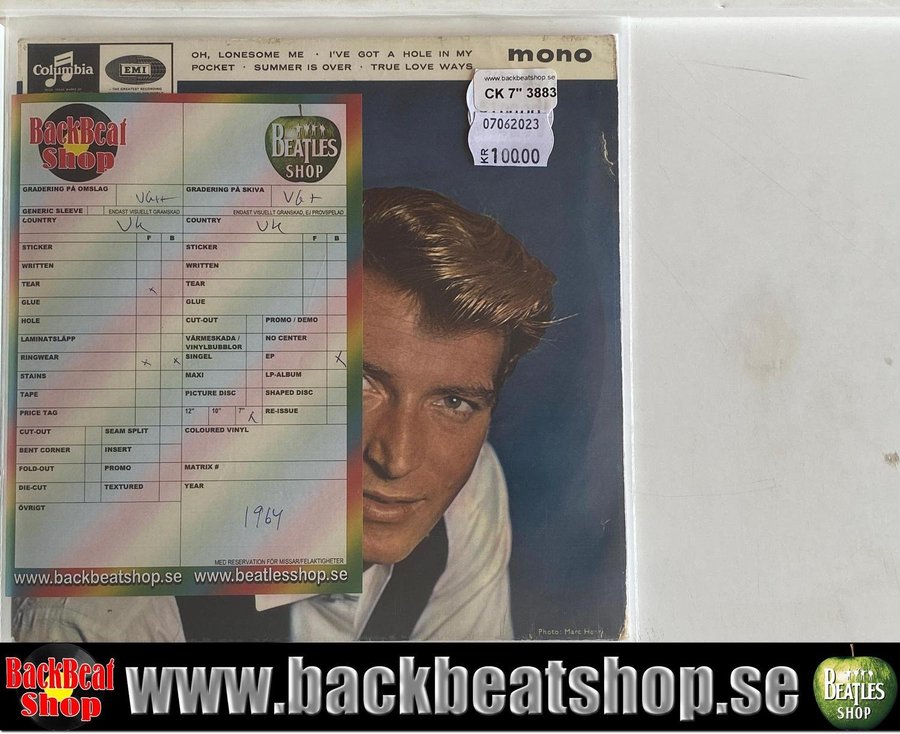 Columbia
EMI
THE GREATEST RECORDING
OH, LONESOME ME · I'VE GOT A HOLE IN MY
POCKET · SUMMER IS OVER · TRUE LOVE WAYS
mono
www.backbeatshop.se
CK 7" 3883
07062023
KR 100.00
BackBeat
Shop
BEATLES
SHOP
GRADERING PÅ OMSLAG VG++
GRADERING PÅ SKIVA VG+
GENERIC SLEEVE ENDAST VISUELLT GRANSKAD
ENDAST VISUELLT GRANSKAD, EJ PROVSPELAD
COUNTRY UK
COUNTRY UK
F B
F B
STICKER
STICKER
WRITTEN
WRITTEN
TEAR x
TEAR
GLUE
GLUE
HOLE
CUT-OUT
PROMO / DEMO
LAMINATSLÄPP
VÄRMESKADA /
VINYLBUBBLOR
NO CENTER
RINGWEAR x x
SINGEL
EP x
STAINS
MAXI
LP-ALBUM
TAPE
PICTURE DISC
SHAPED DISC
PRICE TAG
12" 10" 7" x
RE-ISSUE
CUT-OUT
SEAM SPLIT
COLOURED VINYL
BENT CORNER
INSERT
FOLD-OUT
PROMO
MATRIX #
DIE-CUT
TEXTURED
YEAR
ÖVRIGT
1964
MED RESERVATION FÖR MISSAR/FELAKTIGHETER
www.backbeatshop.se www.beatlesshop.se
Photo: Marc Henri
BackBeat
Shop
www.backbeatshop.se
BEATLES
SHOP